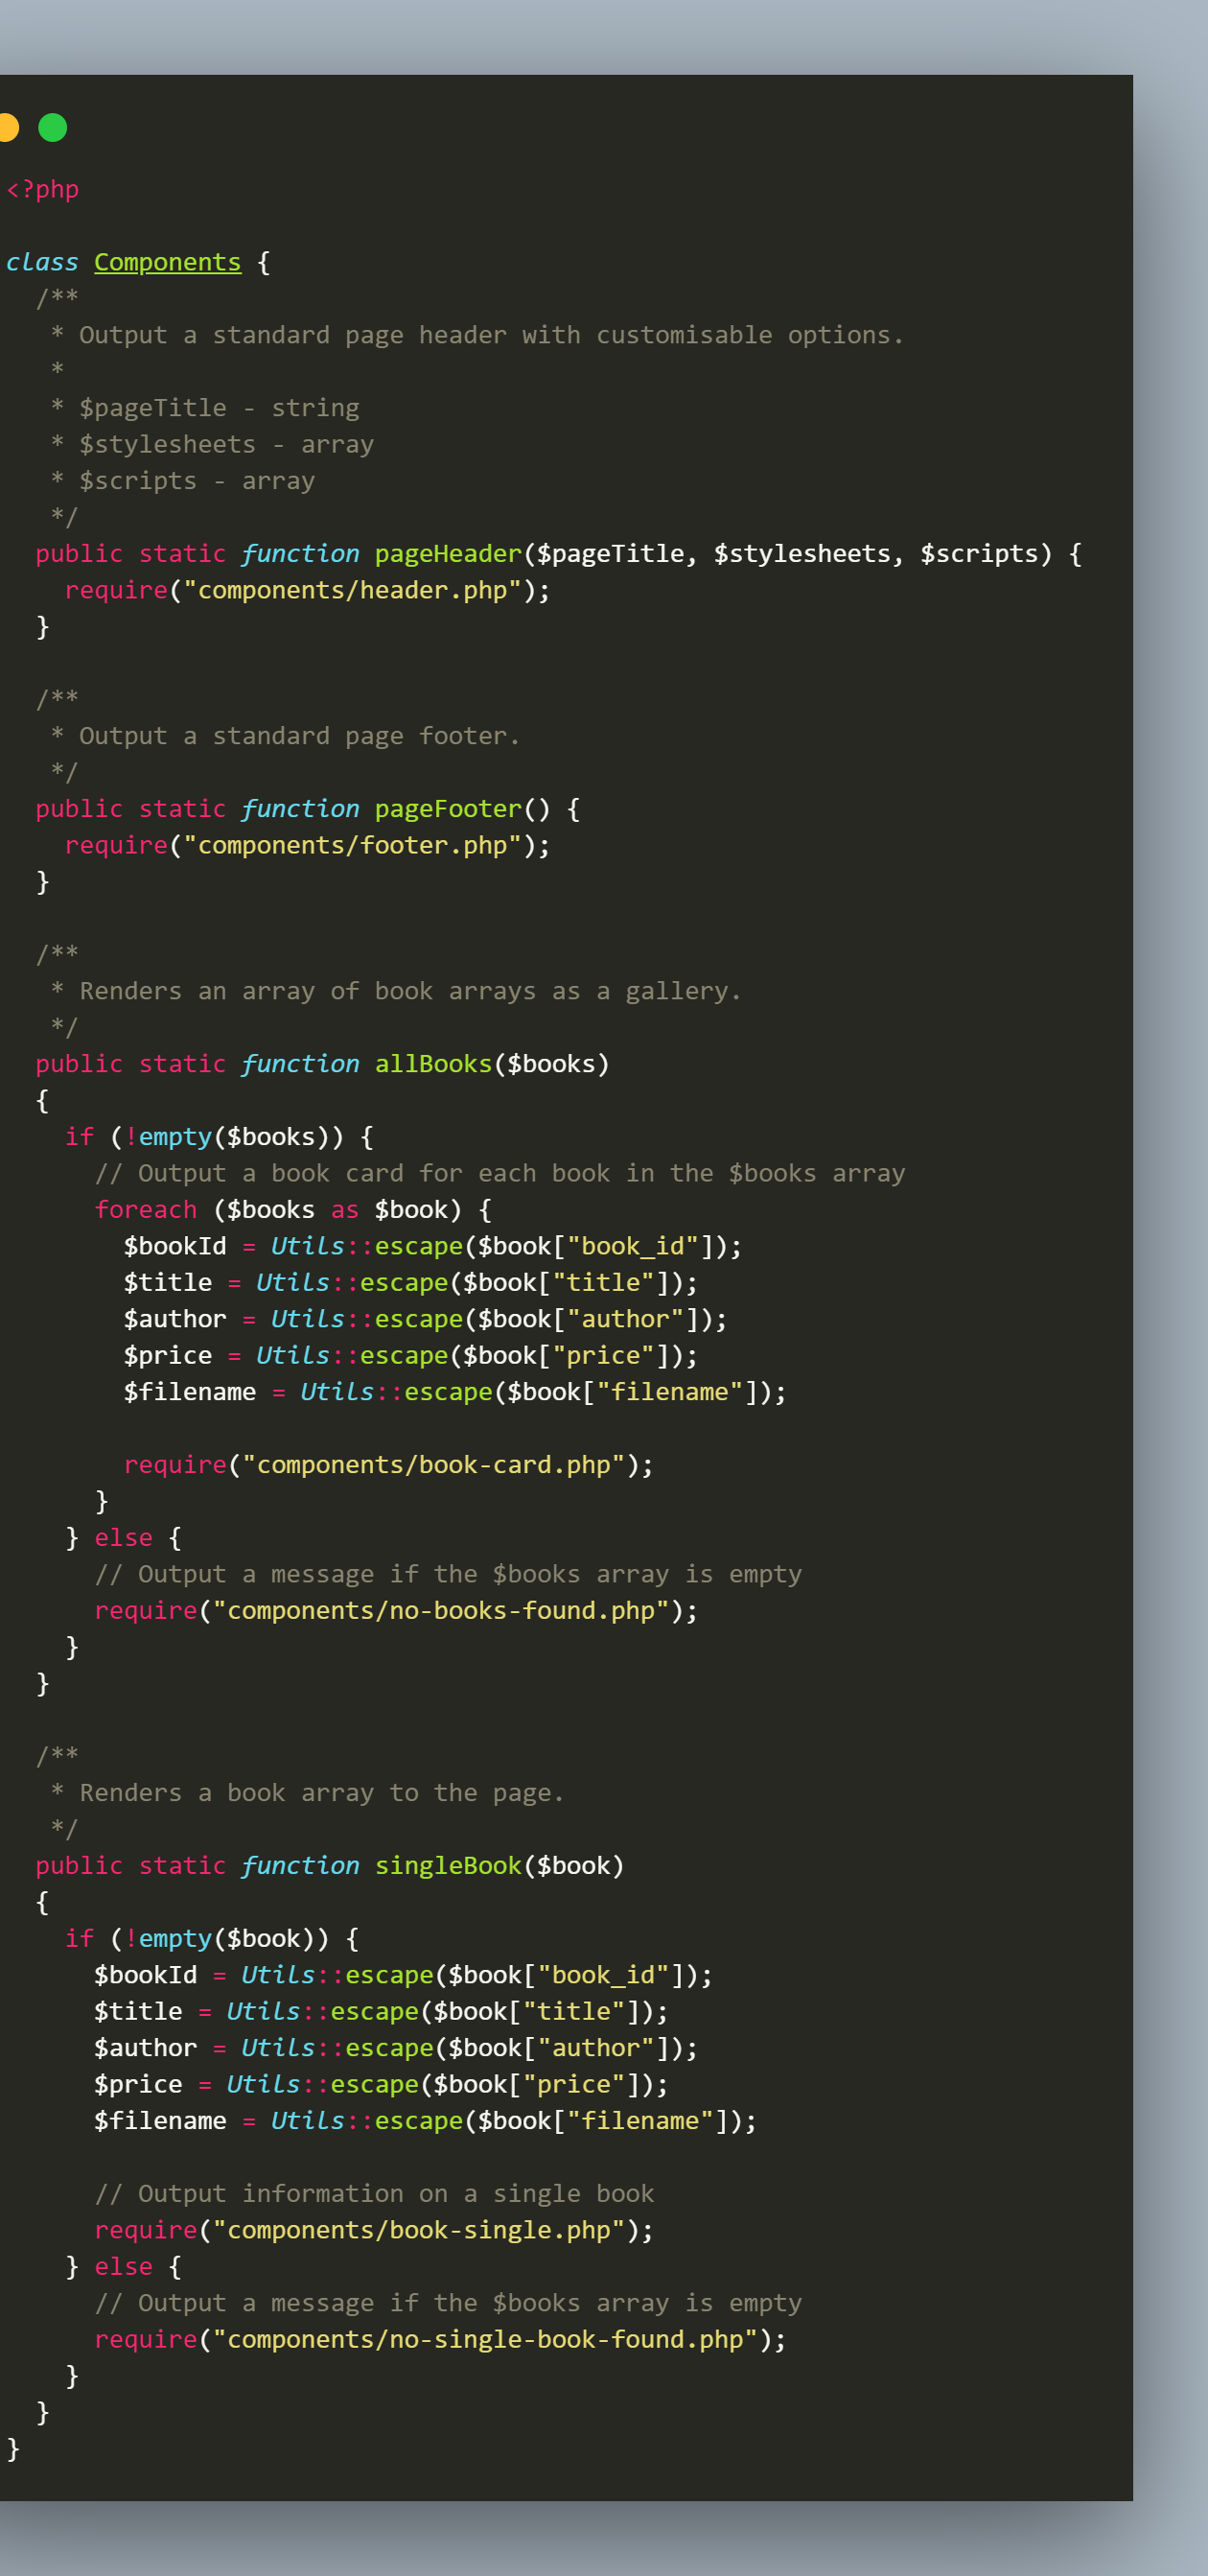 <?php

class Components {
  /**
   * Output a standard page header with customisable options.
   *
   * $pageTitle - string
   * $stylesheets - array
   * $scripts - array
   */
  public static function pageHeader($pageTitle, $stylesheets, $scripts) {
    require("components/header.php");
  }

  /**
   * Output a standard page footer.
   */
  public static function pageFooter() {
    require("components/footer.php");
  }

  /**
   * Renders an array of book arrays as a gallery.
   */
  public static function allBooks($books)
  {
    if (!empty($books)) {
      // Output a book card for each book in the $books array
      foreach ($books as $book) {
        $bookId = Utils::escape($book["book_id"]);
        $title = Utils::escape($book["title"]);
        $author = Utils::escape($book["author"]);
        $price = Utils::escape($book["price"]);
        $filename = Utils::escape($book["filename"]);

        require("components/book-card.php");
      }
    } else {
      // Output a message if the $books array is empty
      require("components/no-books-found.php");
    }
  }

  /**
   * Renders a book array to the page.
   */
  public static function singleBook($book)
  {
    if (!empty($book)) {
      $bookId = Utils::escape($book["book_id"]);
      $title = Utils::escape($book["title"]);
      $author = Utils::escape($book["author"]);
      $price = Utils::escape($book["price"]);
      $filename = Utils::escape($book["filename"]);

      // Output information on a single book
      require("components/book-single.php");
    } else {
      // Output a message if the $books array is empty
      require("components/no-single-book-found.php");
    }
  }
}